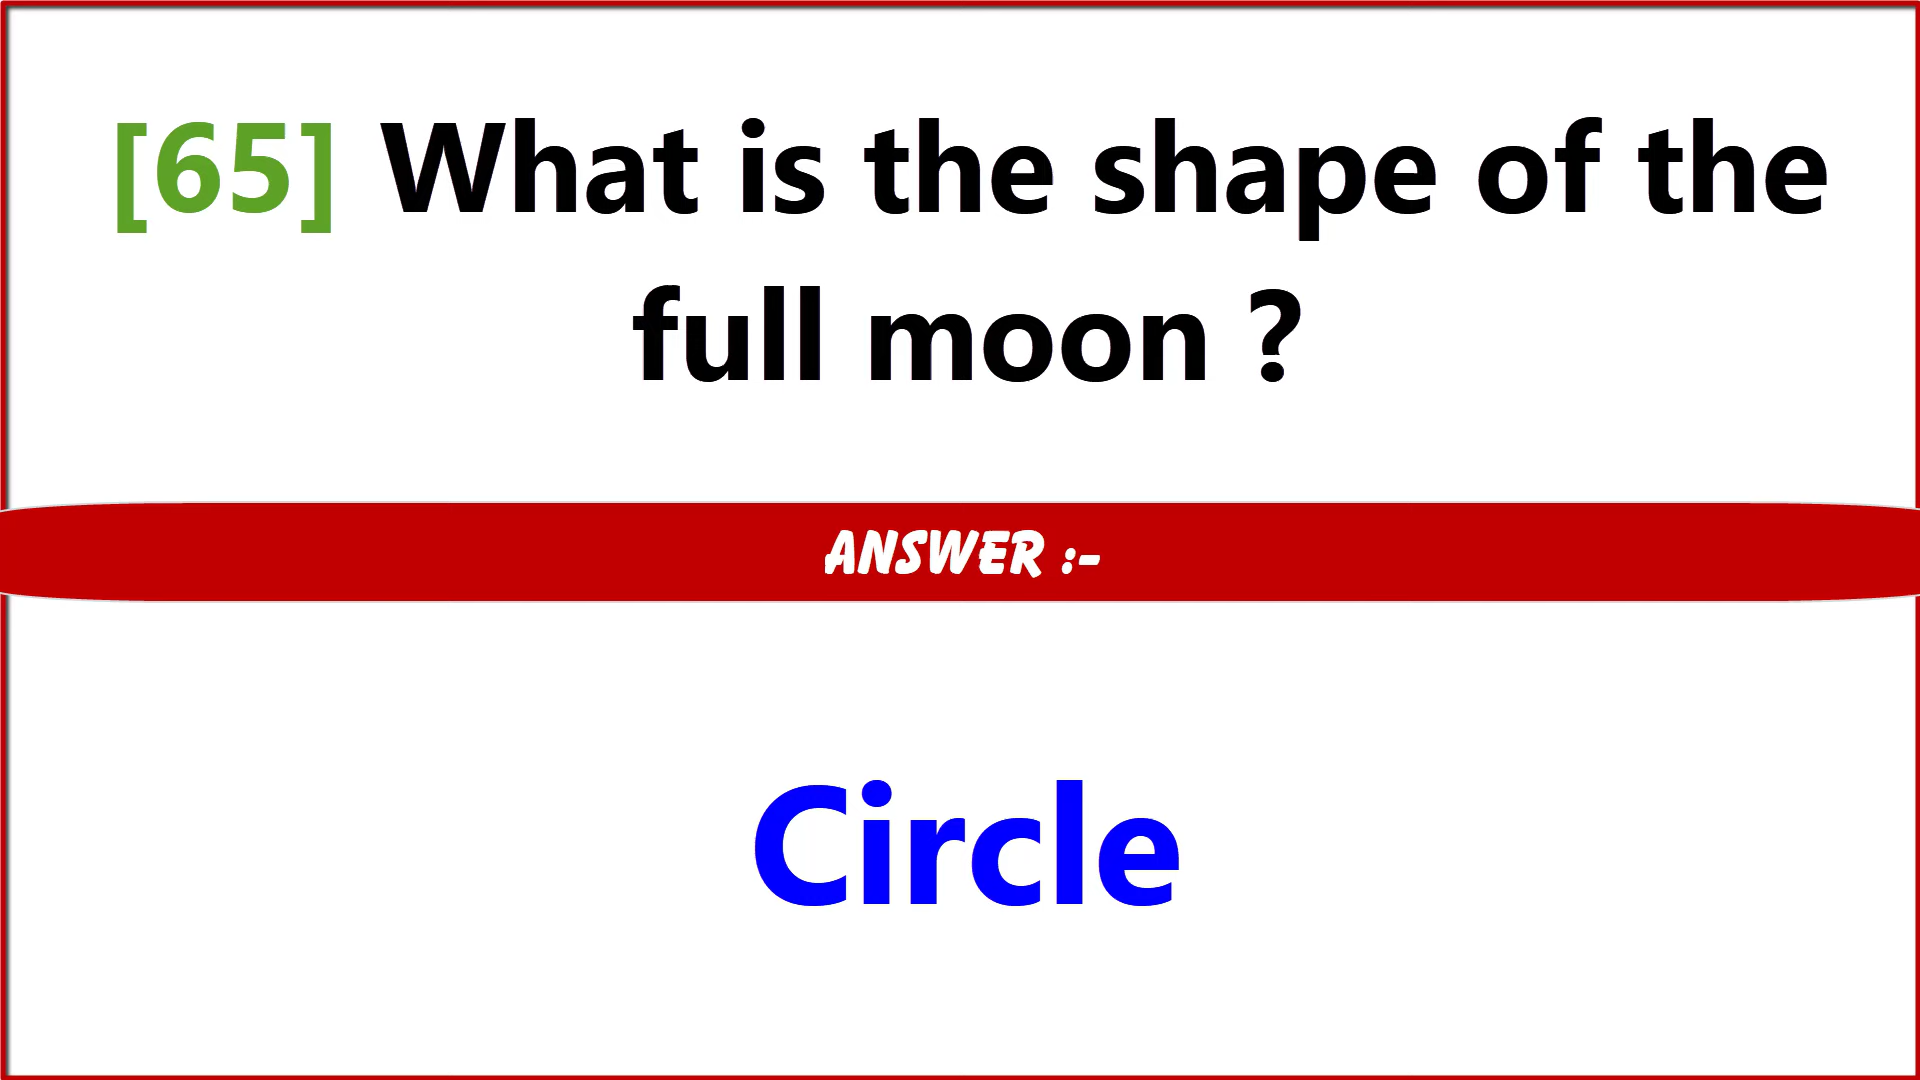 [65] What is the shape of the
full moon ?
ANSWER :-
Circle